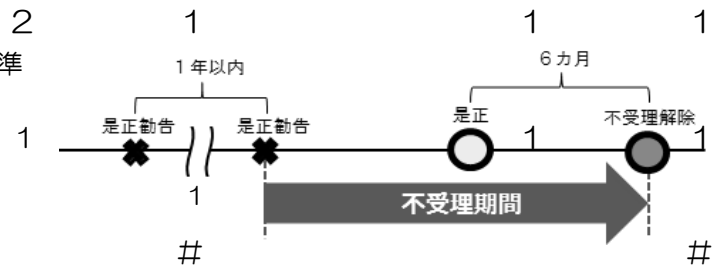 2 1 1 1
準
1年以内 6カ月
是正勧告 是正勧告 是正 不受理解除
1 1 1
1
不受理期間
# #